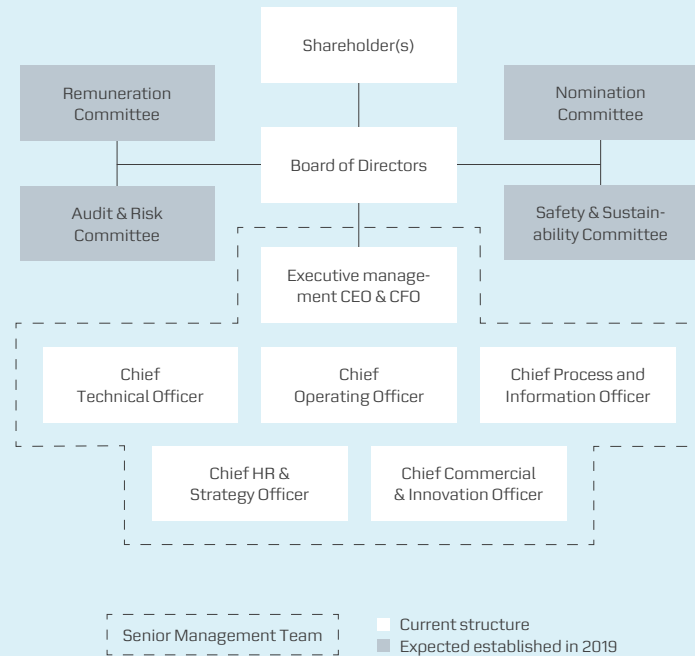 Shareholder(s)
Remuneration
Committee
Nomination
Committee
Board of Directors
Audit & Risk
Committee
Safety & Sustain-
ability Committee
Executive manage-
ment CEO & CFO
Chief
Technical Officer
Chief
Operating Officer
Chief Process and
Information Officer
Chief HR &
Strategy Officer
Chief Commercial
& Innovation Officer
Senior Management Team
Current structure
Expected established in 2019